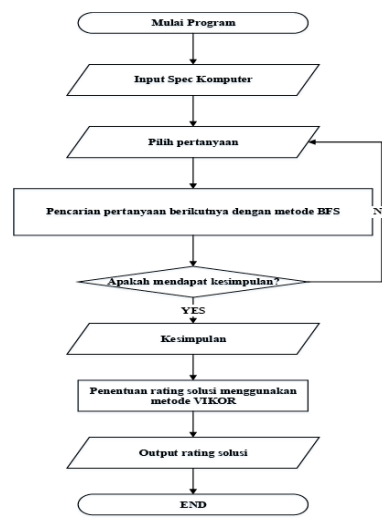 Mulai Program
Input Spec Komputer
Pilih pertanyaan
Pencarian pertanyaan berikutnya dengan metode BFS
N
Apakah mendapat kesimpulan?
YES
Kesimpulan
Penentuan rating solusi menggunakan
metode VIKOR
Output rating solusi
END